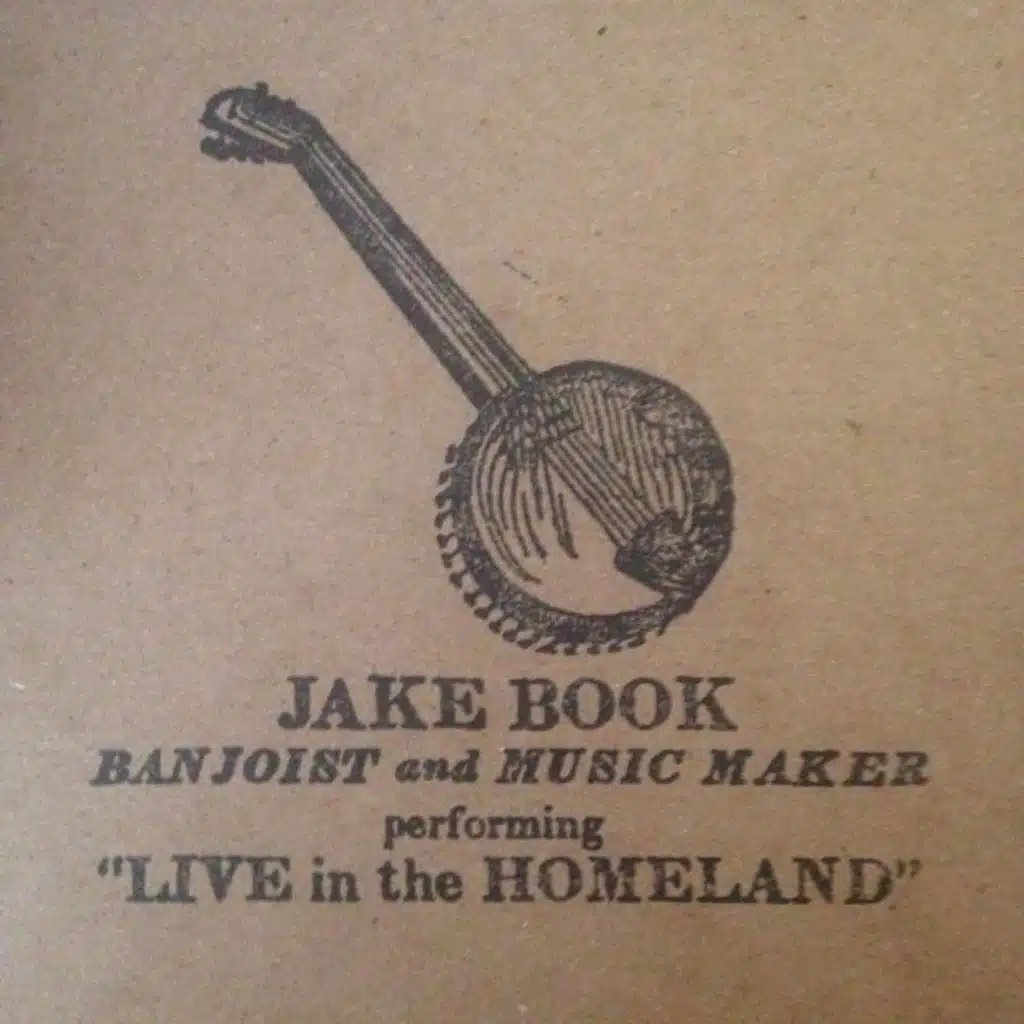 JAKE BOOK
BANJOIST and MUSIC MAKER
performing
“LIVE in the HOMELAND”